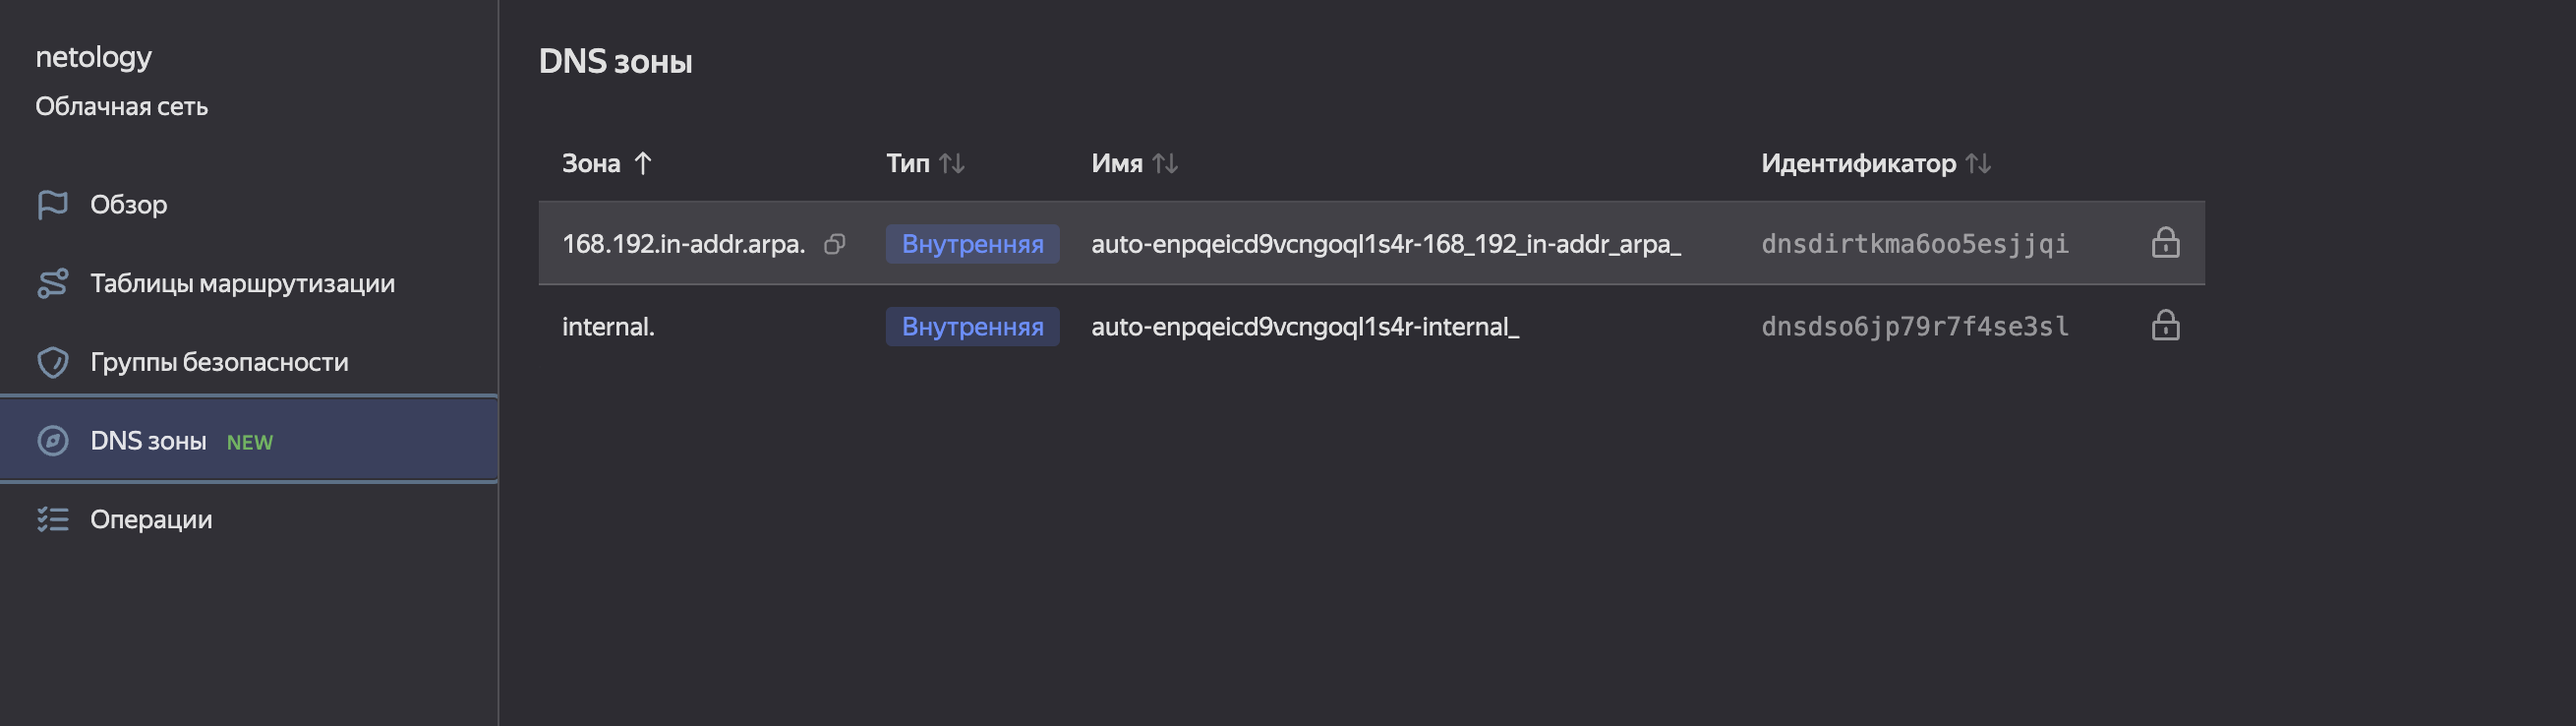 netology
Облачная сеть
Обзор
Таблицы маршрутизации
Группы безопасности
DNS зоны NEW
Операции
DNS зоны
Зона Тип Имя Идентификатор
168.192.in-addr.arpa. Внутренняя auto-enpqeicd9vcngoql1s4r-168_192_in-addr_arpa_ dnsdirtkma6oo5esjjqi
internal. Внутренняя auto-enpqeicd9vcngoql1s4r-internal_ dnsdso6jp79r7f4se3sl